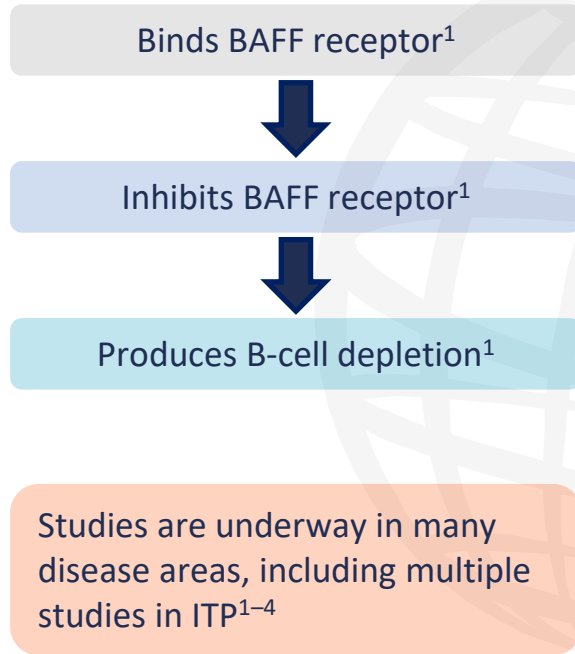 Binds BAFF receptor¹
Inhibits BAFF receptor¹
Produces B-cell depletion¹
Studies are underway in many
disease areas, including multiple
studies in ITP¹⁻⁴